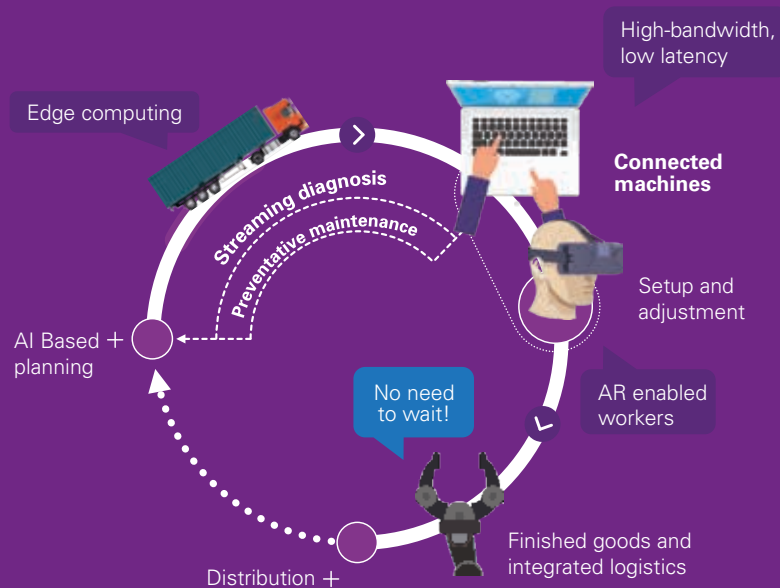 High-bandwidth,
low latency
Edge computing
Connected
machines
Streaming diagnosis
Preventative maintenance
Setup and
adjustment
AI Based +
planning
No need
to wait!
AR enabled
workers
Finished goods and
integrated logistics
Distribution +